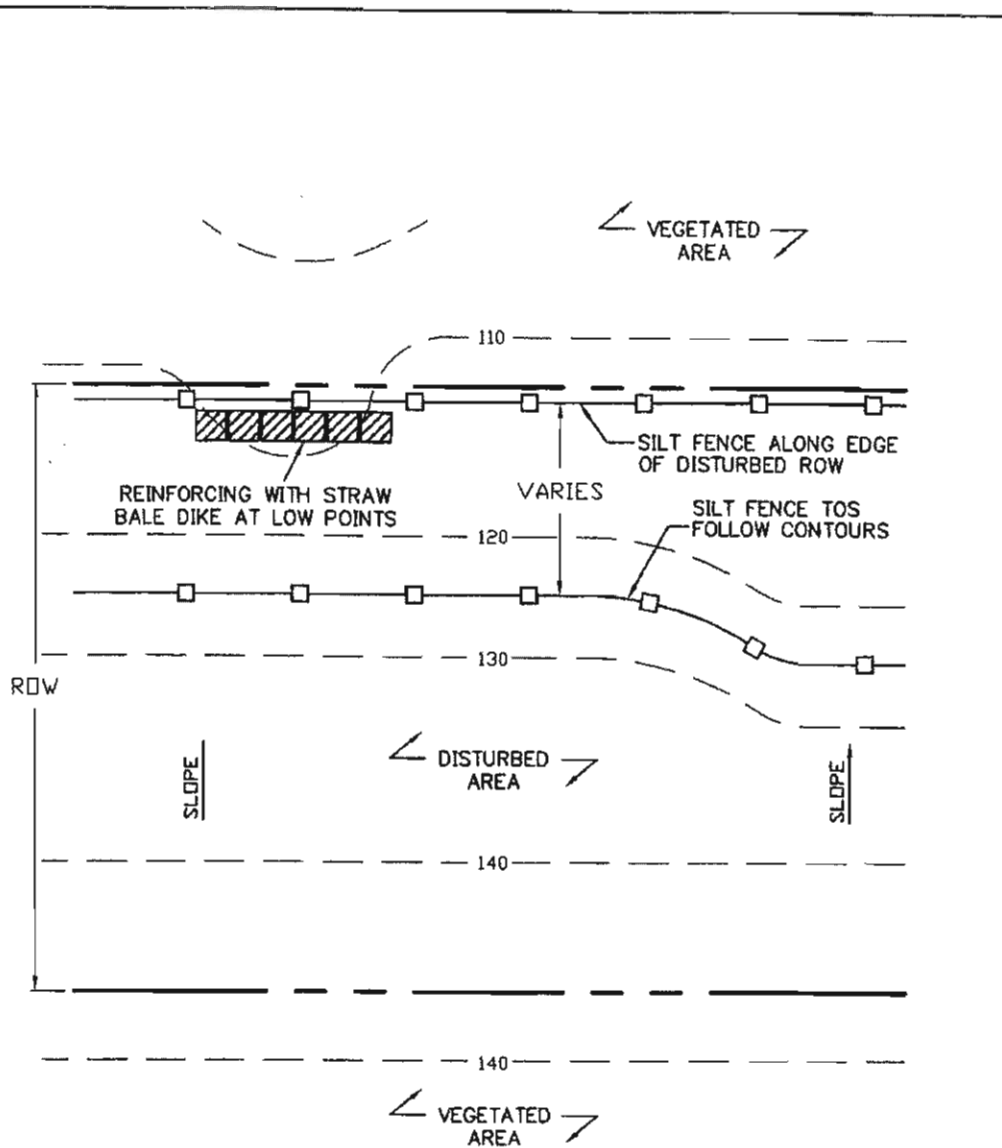 VEGETATED
AREA
110
SILT FENCE ALONG EDGE
OF DISTURBED ROW
REINFORCING WITH STRAW
BALE DIKE AT LOW POINTS
VARIES
SILT FENCE TOS
FOLLOW CONTOURS
120
130
ROW
SLOPE
DISTURBED
AREA
SLOPE
140
140
VEGETATED
AREA